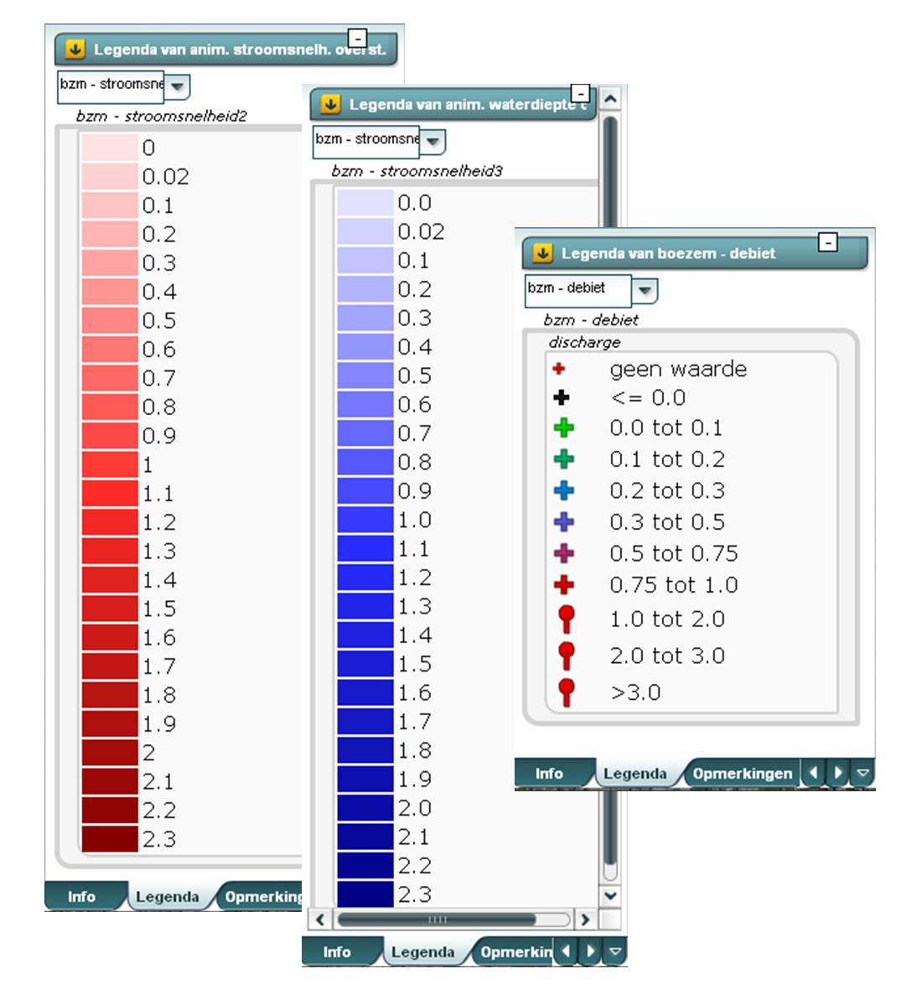 Legenda van anim. stroomsnelh. overst.
bzm - stroomsne
bzm - stroomsnelheid2
0
0.02
0.1
0.2
0.3
0.4
0.5
0.6
0.7
0.8
0.9
1
1.1
1.2
1.3
1.4
1.5
1.6
1.7
1.8
1.9
2
2.1
2.2
2.3
Info Legenda Opmerking
Legenda van anim. waterdiepte
bzm - stroomsne
bzm - stroomsnelheid3
0.0
0.02
0.1
0.2
0.3
0.4
0.5
0.6
0.7
0.8
0.9
1.0
1.1
1.2
1.3
1.4
1.5
1.6
1.7
1.8
1.9
2.0
2.1
2.2
2.3
Info Legenda Opmerkin
Legenda van boezem - debiet
bzm - debiet
bzm - debiet
discharge
geen waarde
<= 0.0
0.0 tot 0.1
0.1 tot 0.2
0.2 tot 0.3
0.3 tot 0.5
0.5 tot 0.75
0.75 tot 1.0
1.0 tot 2.0
2.0 tot 3.0
>3.0
Info Legenda Opmerkingen